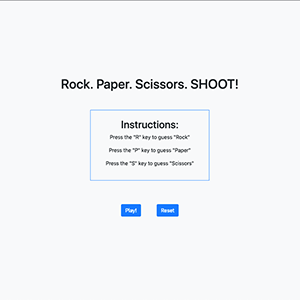 Rock. Paper. Scissors. SHOOT!
Instructions:
Press the "R" key to guess "Rock"
Press the "P" key to guess "Paper"
Press the "S" key to guess "Scissors"
Play! Reset